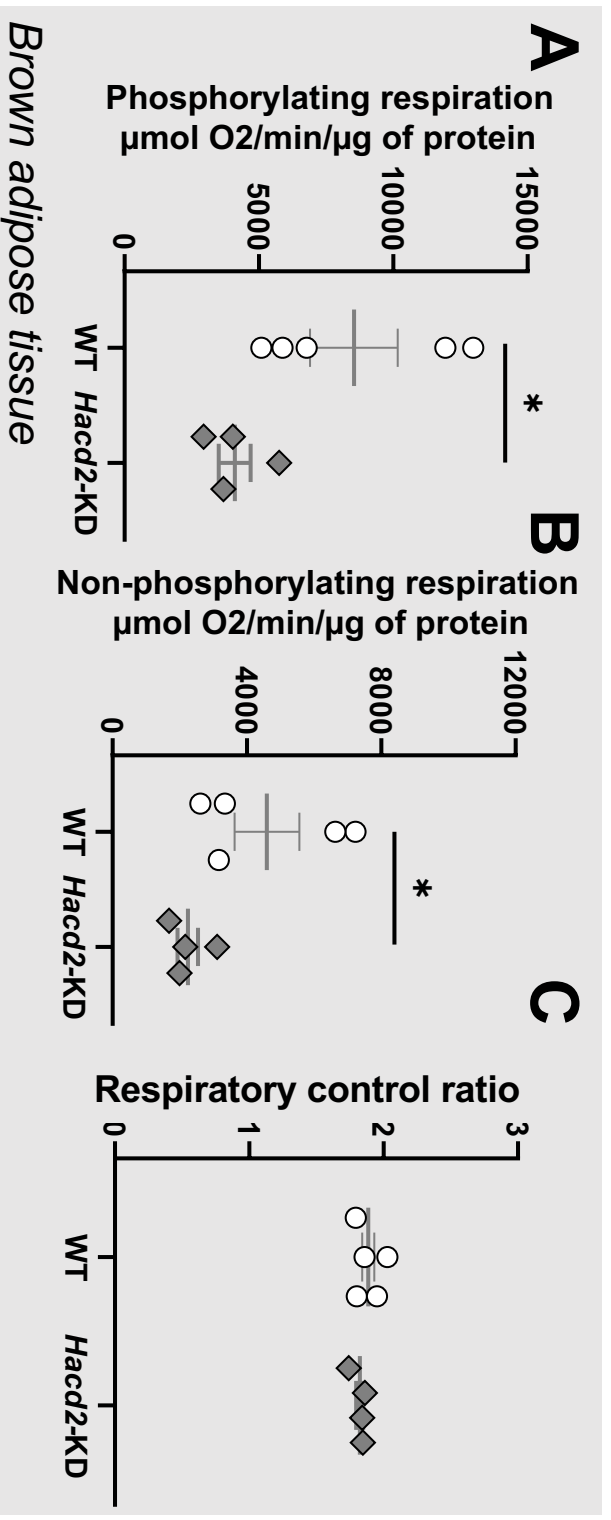 A
Phosphorylating respiration
µmol O2/min/µg of protein
15000
10000
5000
0
*
WT
Hacd2-KD
B
Non-phosphorylating respiration
µmol O2/min/µg of protein
12000
8000
4000
0
*
WT
Hacd2-KD
C
Respiratory control ratio
3
2
1
0
WT
Hacd2-KD
Brown adipose tissue